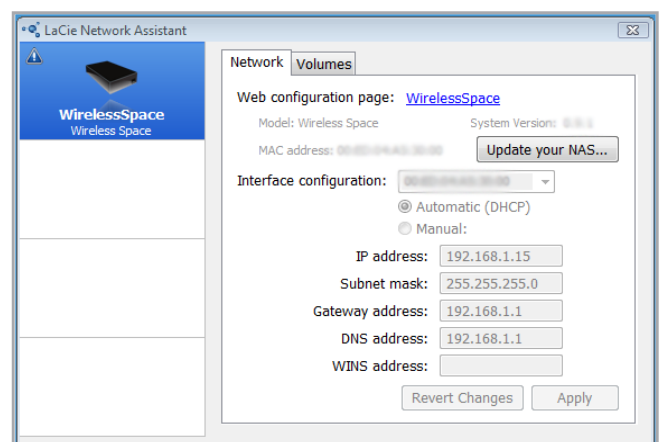 LaCie Network Assistant
WirelessSpace
Wireless Space
Network Volumes
Web configuration page: WirelessSpace
Model: Wireless Space System Version:
MAC address: Update your NAS...
Interface configuration:
Automatic (DHCP)
Manual:
IP address: 192.168.1.15
Subnet mask: 255.255.255.0
Gateway address: 192.168.1.1
DNS address: 192.168.1.1
WINS address:
Revert Changes Apply